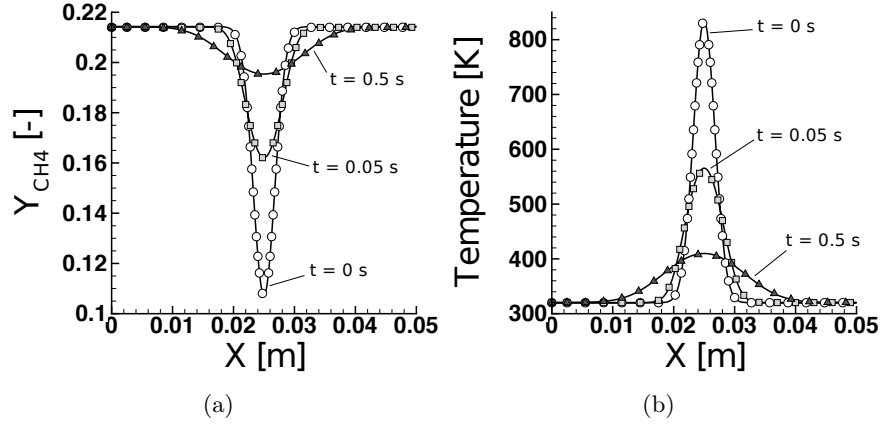 0.22
0.2
0.18
0.16
0.14
0.12
0.1
Y CH4 [-]
t = 0.5 s
t = 0.05 s
t = 0 s
0
0.01
0.02
0.03
0.04
0.05
X [m]
(a)
800
700
600
500
400
300
Temperature [K]
t = 0 s
t = 0.05 s
t = 0.5 s
0
0.01
0.02
0.03
0.04
0.05
X [m]
(b)